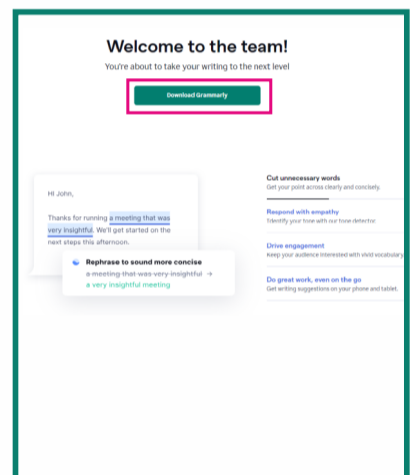 Welcome to the team!
You're about to take your writing to the next level
Download Grammarly
Hi John,
Thanks for running a meeting that was
very insightful. We'll get started on the
next steps this afternoon.
Rephrase to sound more concise
a meeting that was very insightful →
a very insightful meeting
Cut unnecessary words
Get your point across clearly and concisely.
Respond with empathy
Identify your tone with our tone detector.
Drive engagement
Keep your audience interested with vivid vocabulary
Do great work, even on the go
Get writing suggestions on your phone and tablet.